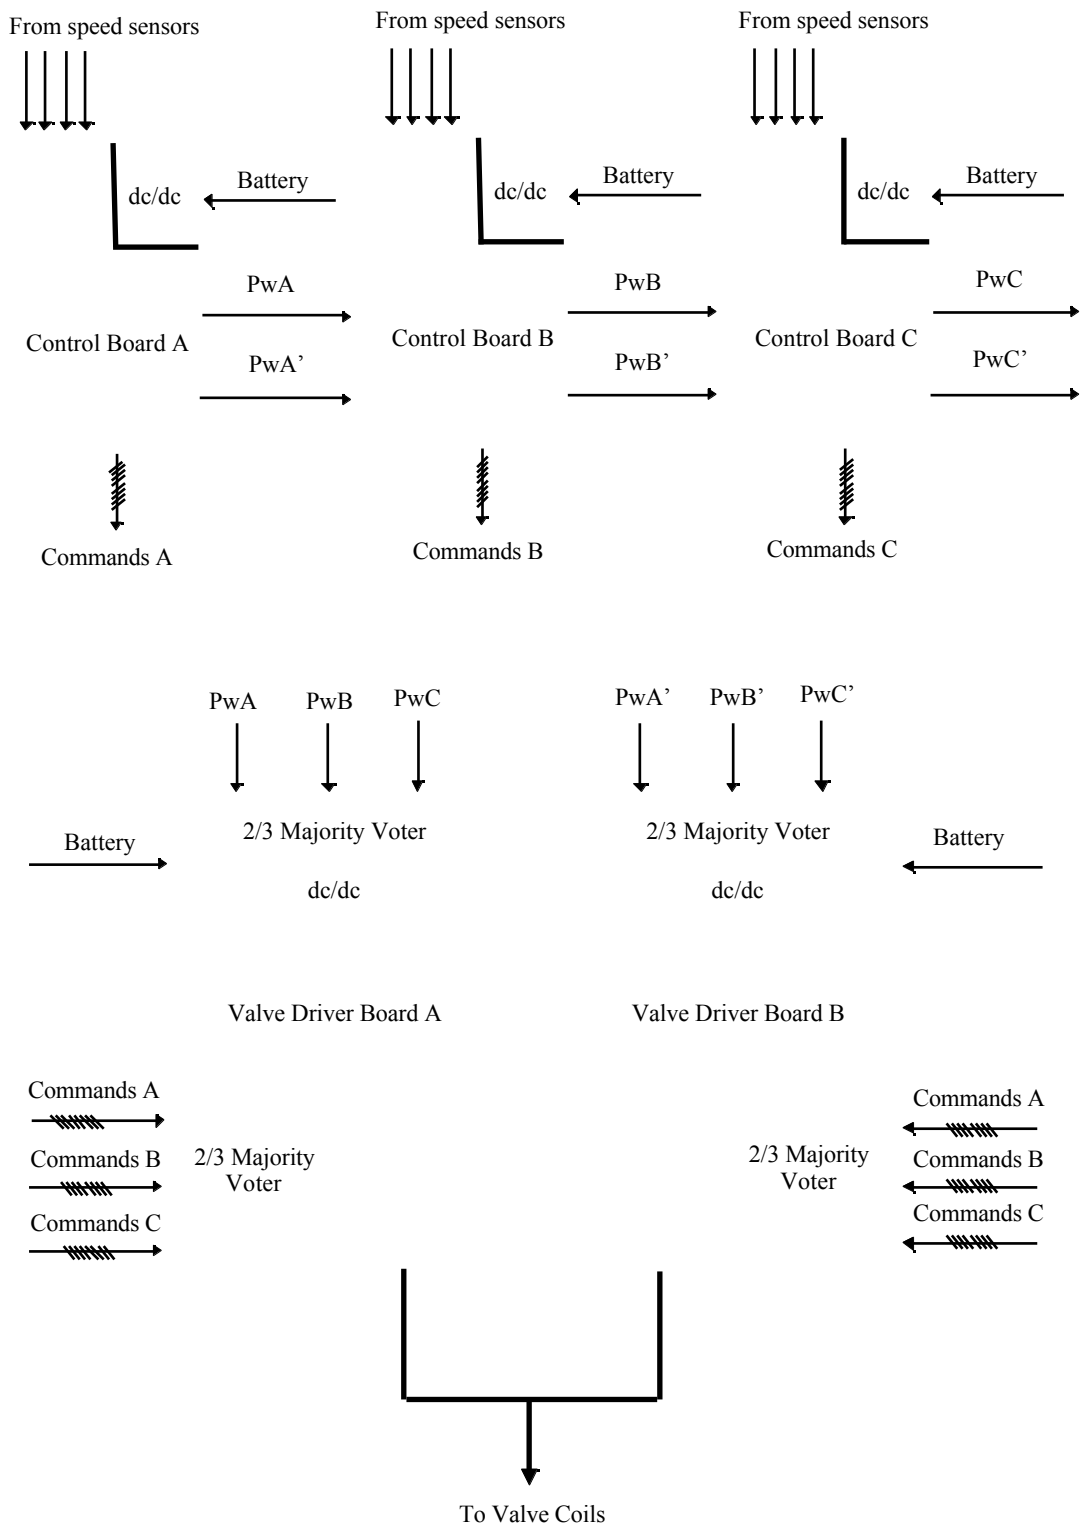 From speed sensors
From speed sensors
From speed sensors
dc/dc
Battery
dc/dc
Battery
dc/dc
Battery
PwA
PwB
PwC
Control Board A
Control Board B
Control Board C
PwA’
PwB’
PwC’
Commands A
Commands B
Commands C
PwA
PwB
PwC
PwA’
PwB’
PwC’
2/3 Majority Voter
2/3 Majority Voter
Battery
Battery
dc/dc
dc/dc
Valve Driver Board A
Valve Driver Board B
Commands A
Commands B
Commands C
2/3 Majority
Voter
2/3 Majority
Voter
Commands A
Commands B
Commands C
To Valve Coils